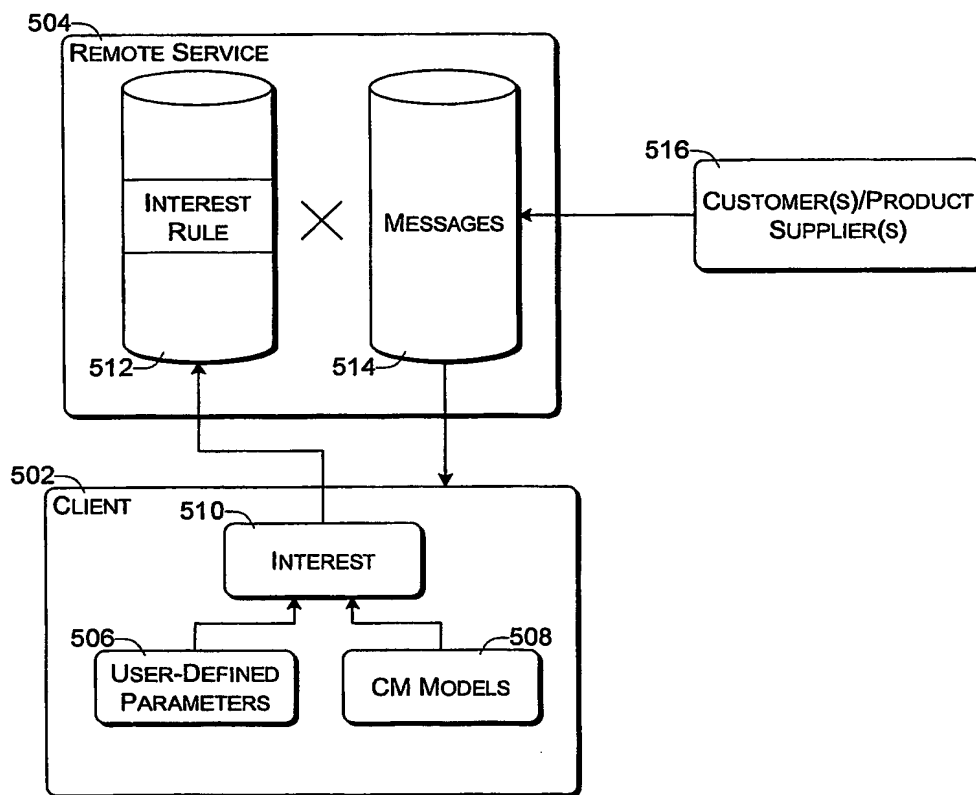 504
REMOTE SERVICE
INTEREST
RULE
MESSAGES
512
514
516
CUSTOMER(S)/PRODUCT
SUPPLIER(S)
502
CLIENT
510
INTEREST
506
USER-DEFINED
PARAMETERS
508
CM MODELS